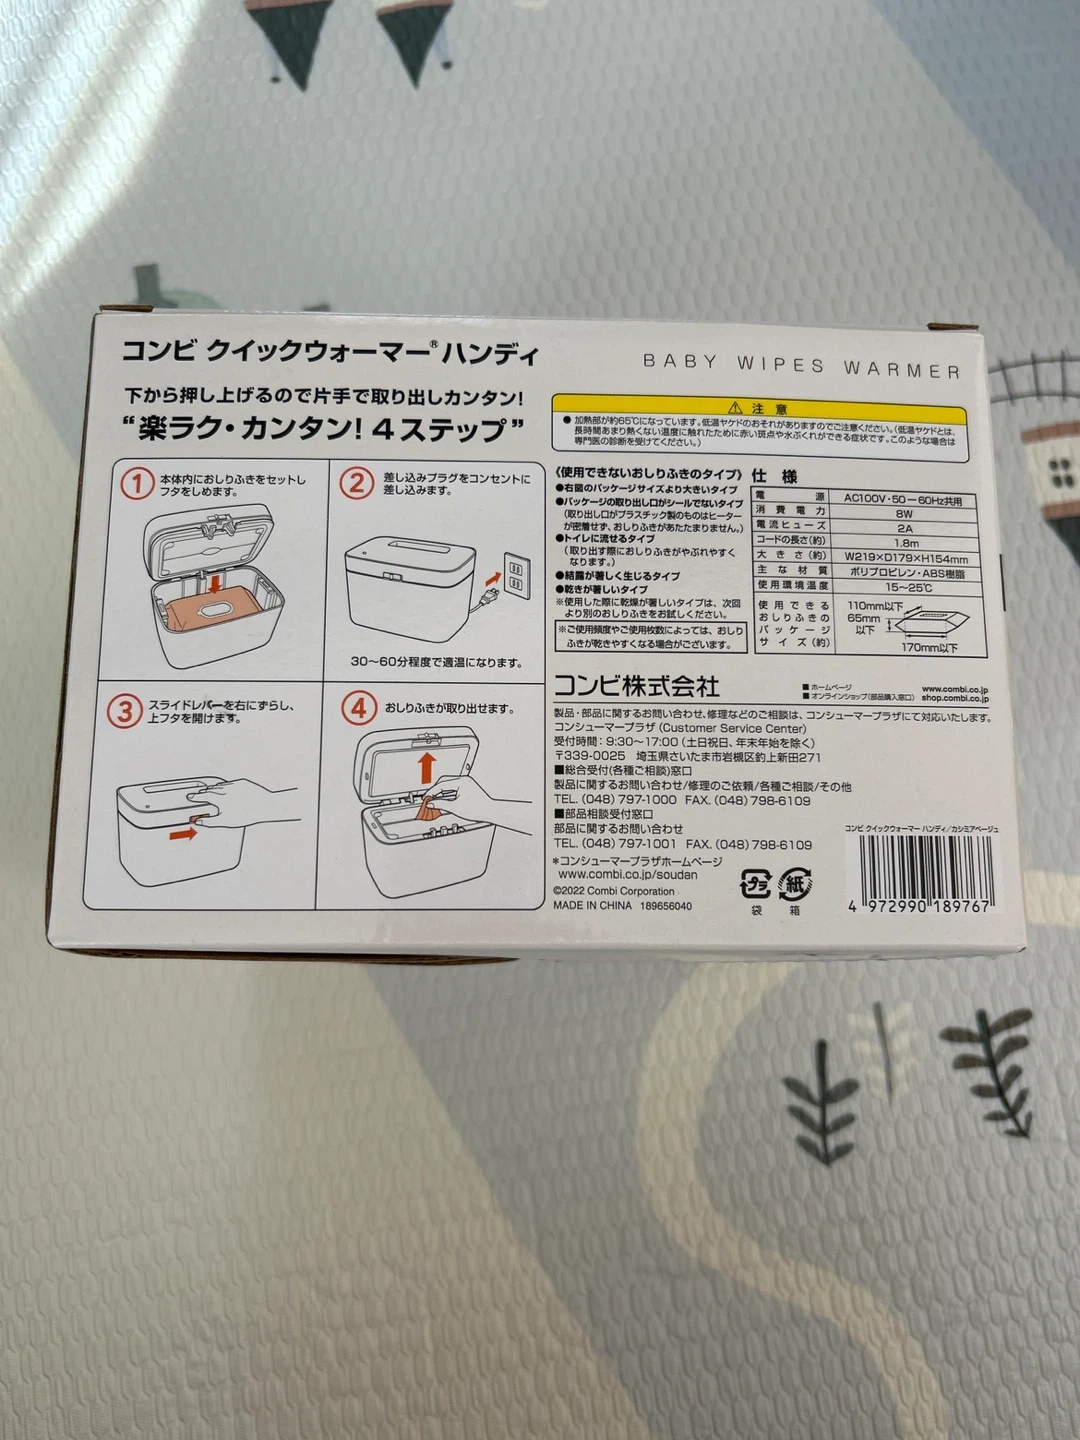 コンビ クイックウォーマー®ハンディ
BABY WIPES WARMER
下から押し上げるので片手で取り出しカンタン!
“楽ラク・カンタン! 4ステップ”
① 本体内におしりふきをセットし
フタをしめます。
② 差し込みプラグをコンセントに
差し込みます。
30〜60分程度で適温になります。
③ スライドレバーを右にずらし、
上フタを開けます。
④ おしりふきが取り出せます。
⚠ 注意
●加熱部が約65℃になっています。低温ヤケドのおそれがありますのでご注意ください。(低温ヤケドとは、
長時間あまり熱くない温度に触れたために赤い斑点や水ぶくれができる症状です。このような場合は
専門医の診断を受けてください。)
《使用できないおしりふきのタイプ》
●右図のパッケージサイズより大きいタイプ
●パッケージの取り出し口がシールでないタイプ
(取り出し口がプラスチック製のものはヒーター
が密着せず、おしりふきがあたたまりません。)
●トイレに流せるタイプ
(取り出す際におしりふきがやぶれやすく
なります。)
●結露が著しく生じるタイプ
●乾きが著しいタイプ
※使用した際に乾燥が著しいタイプは、次回
より別のおしりふきをお試しください。
※ご使用頻度やご使用枚数によっては、おしり
ふきが乾きやすくなる場合がございます。
仕様
電源 AC100V・50−60Hz共用
消費電力 8W
電流ヒューズ 2A
コードの長さ(約) 1.8m
大きさ(約) W219×D179×H154mm
主な材質 ポリプロピレン・ABS樹脂
使用環境温度 15〜25℃
使用できる
おしりふきの
パッケージ
サイズ(約)
110mm以下
65mm
以下
170mm以下
コンビ株式会社
■ホームページ www.combi.co.jp
■オンラインショップ(部品購入窓口) shop.combi.co.jp
製品・部品に関するお問い合わせ、修理などのご相談は、コンシューマープラザにて対応いたします。
コンシューマープラザ (Customer Service Center)
受付時間:9:30〜17:00 (土日祝日、年末年始を除く)
〒339-0025 埼玉県さいたま市岩槻区釣上新田271
■総合受付(各種ご相談)窓口
製品に関するお問い合わせ/修理のご依頼/各種ご相談/その他
TEL. (048) 797-1000 FAX. (048) 798-6109
■部品相談受付窓口
部品に関するお問い合わせ
TEL. (048) 797-1001 FAX. (048) 798-6109
*コンシューマープラザホームページ
www.combi.co.jp/soudan
©2022 Combi Corporation
MADE IN CHINA 189656040
プラ
袋
紙
箱
コンビ クイックウォーマー ハンディ/カシミアベージュ
4 972990 189767